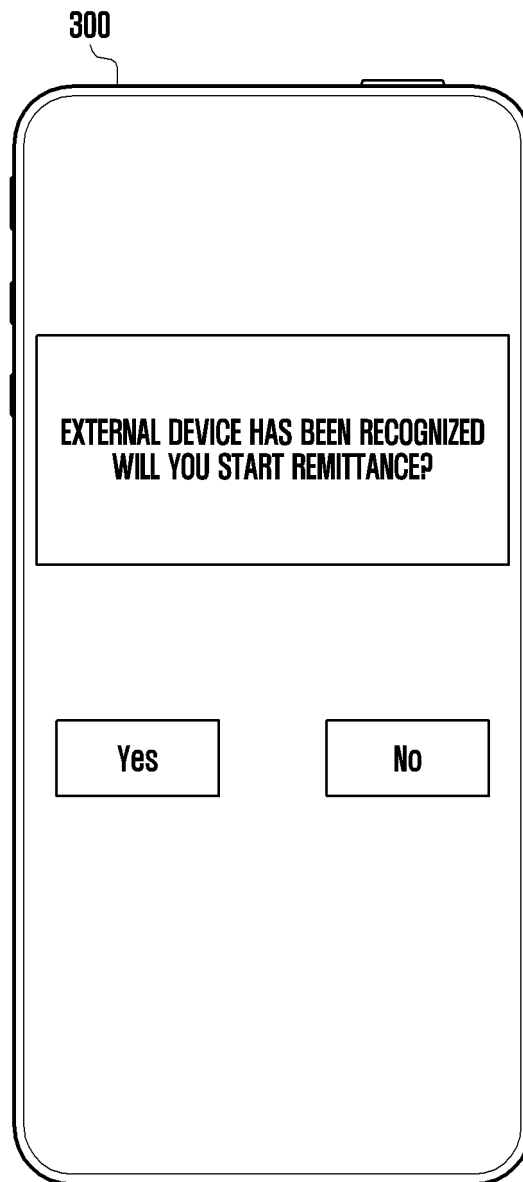 300
EXTERNAL DEVICE HAS BEEN RECOGNIZED
WILL YOU START REMITTANCE?
Yes
No